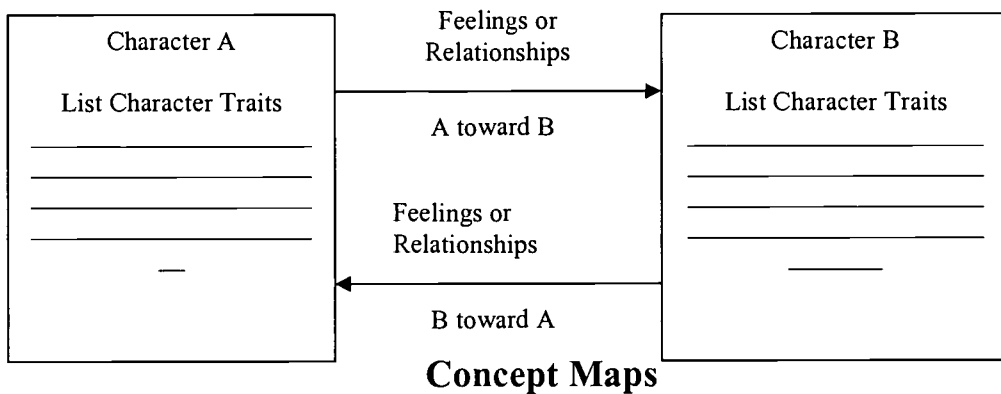 Character A
List Character Traits
Feelings or
Relationships
A toward B
Feelings or
Relationships
B toward A
Character B
List Character Traits
Concept Maps